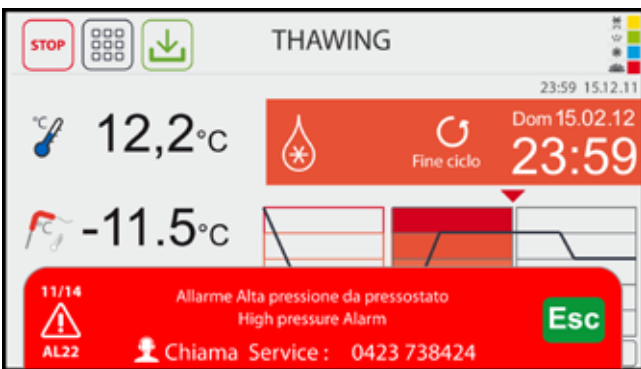 STOP
THAWING
23:59 15.12.11
°C
12,2°C
Fine ciclo
Dom 15.02.12
23:59
°C
-11.5°C
11/14
AL22
Allarme Alta pressione da pressostato
High pressure Alarm
Chiama Service : 0423 738424
Esc